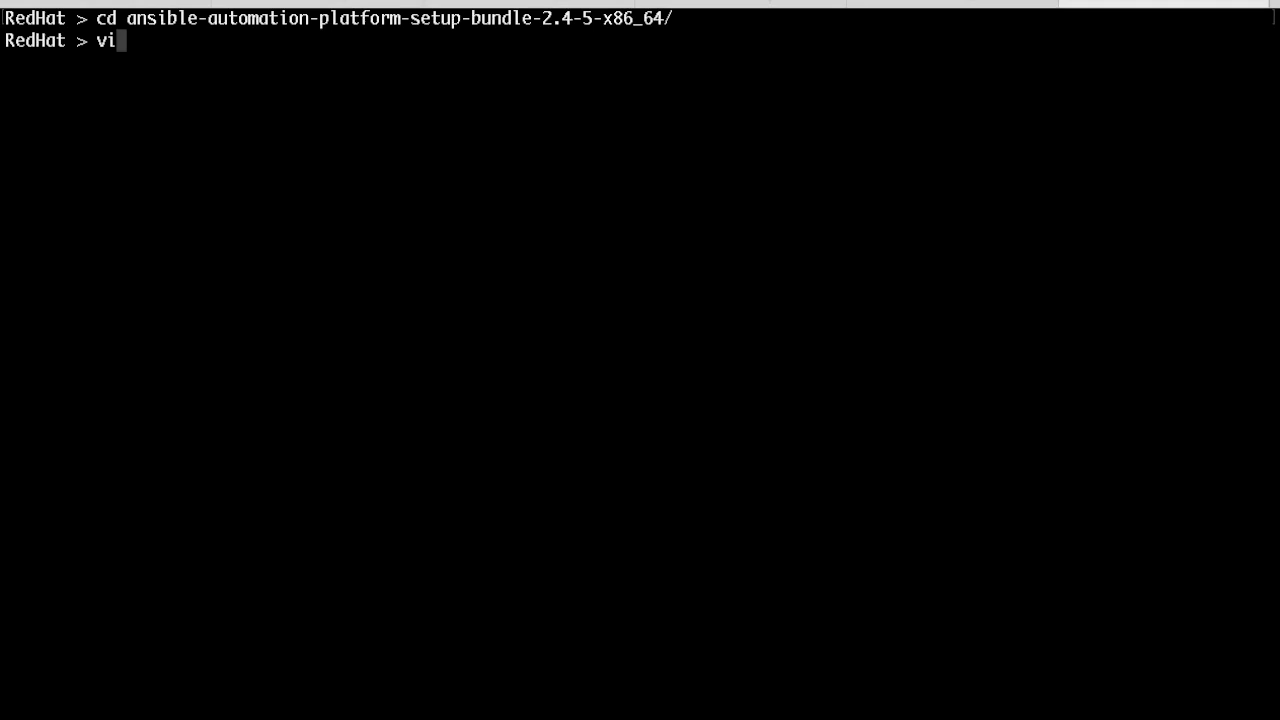 RedHat > cd ansible-automation-platform-setup-bundle-2.4-5-x86_64/
RedHat > vi